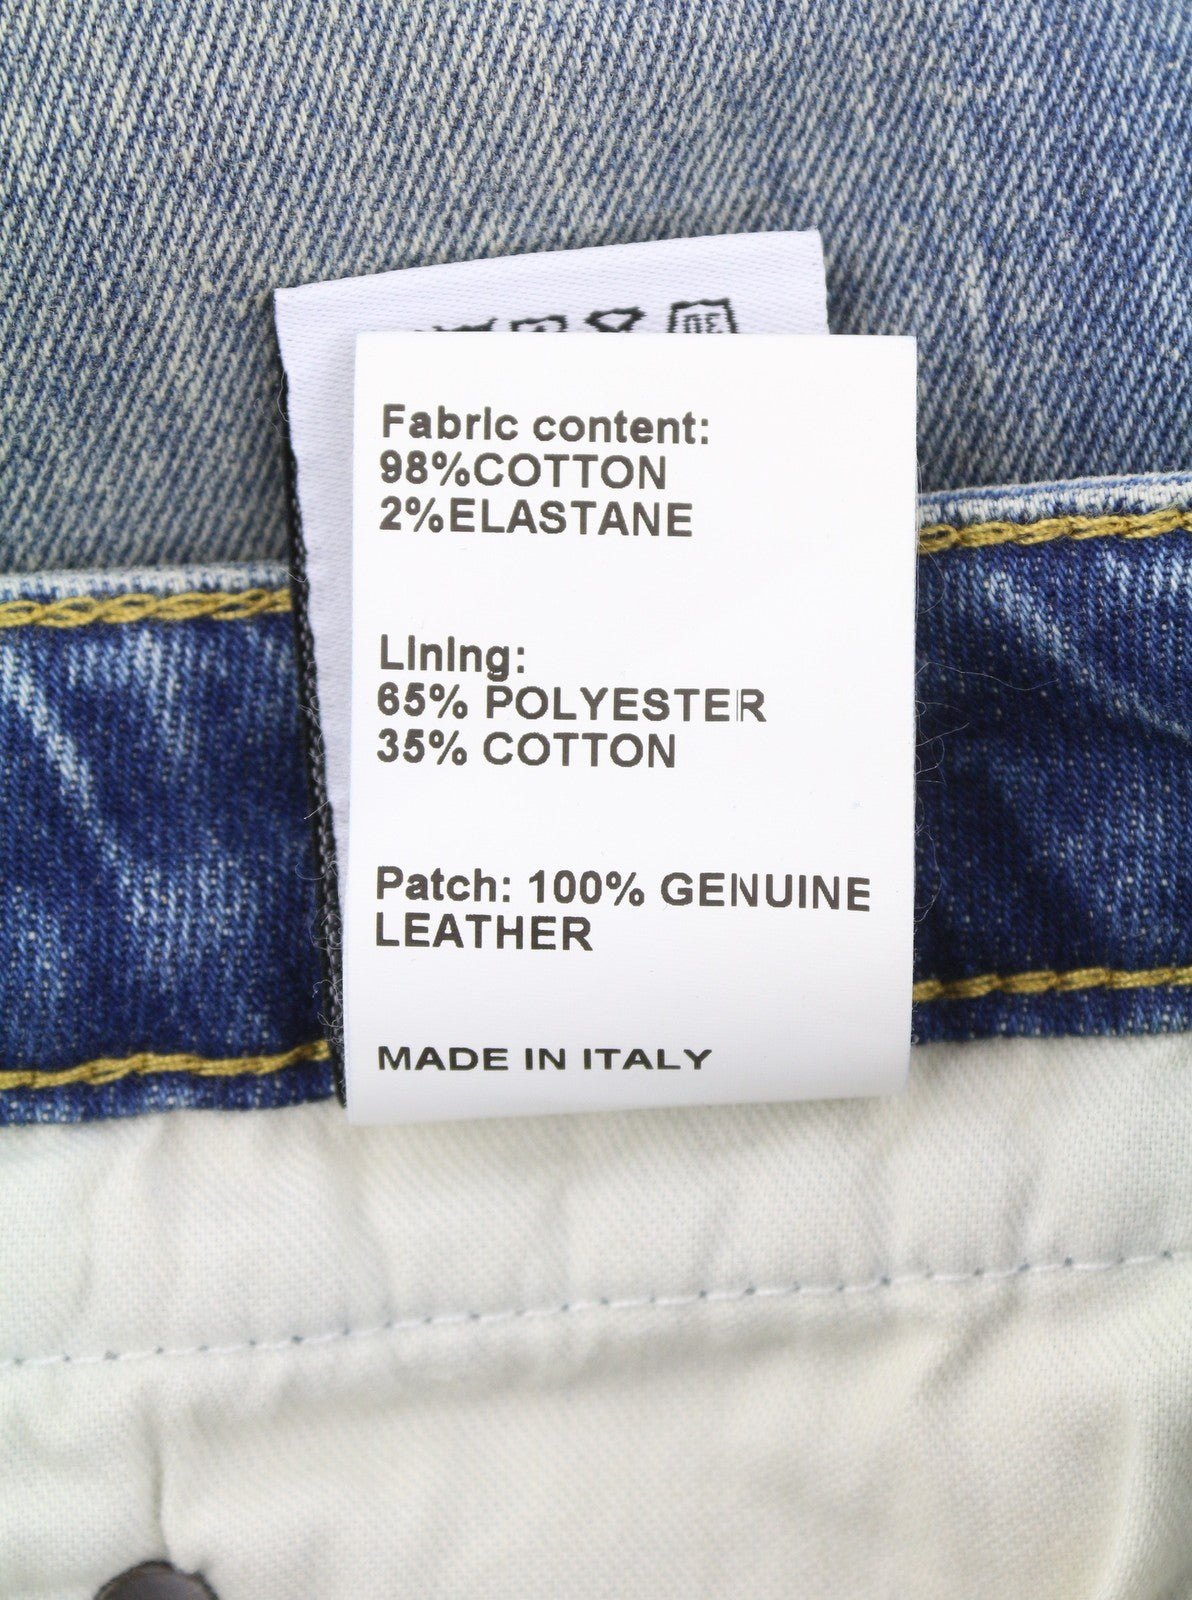 Fabric content:
98%COTTON
2%ELASTANE
Lining:
65% POLYESTER
35% COTTON
Patch: 100% GENUINE
LEATHER
MADE IN ITALY